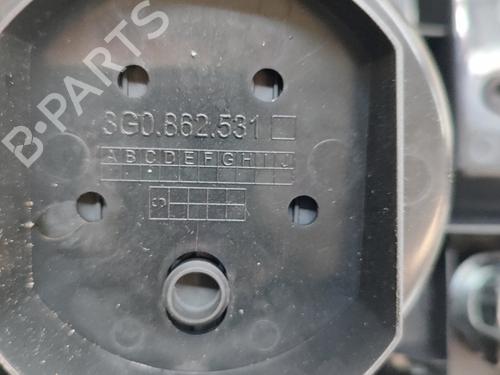 B-PARTS
3G0.862.531
A B C D E F G H I J
S